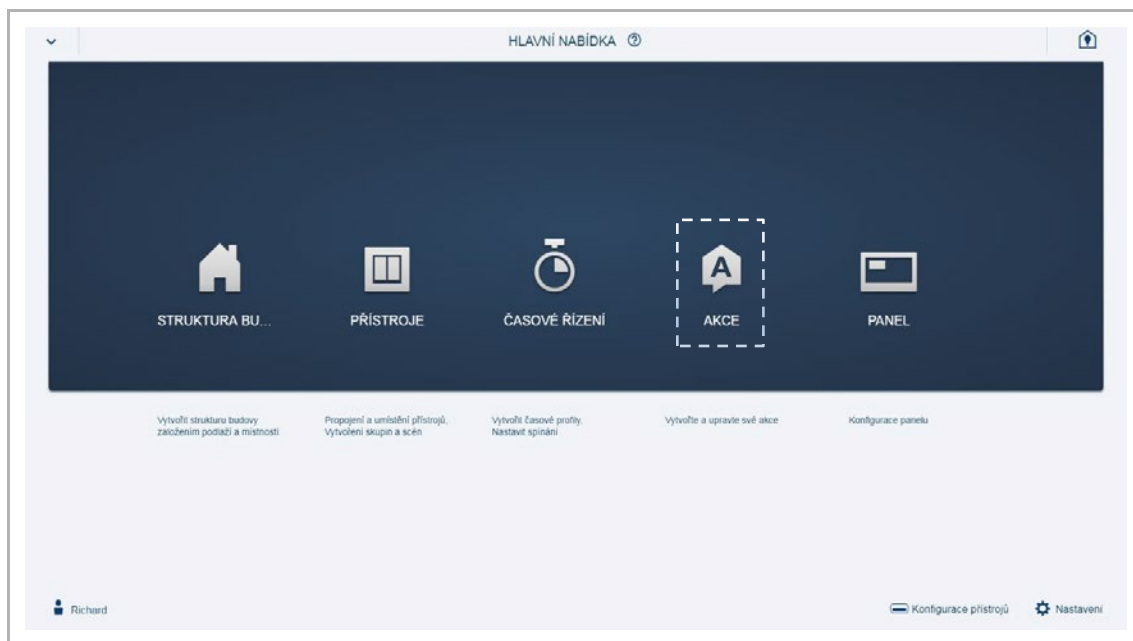 HLAVNÍ NABÍDKA ?
A
STRUKTURA BU...
PŘÍSTROJE
ČASOVÉ ŘÍZENÍ
AKCE
PANEL
Vytvořit strukturu budovy
založením podlaží a místností
Propojení a umístění přístrojů,
Vytvoření skupin a scén
Vytvořit časové profily,
Nastavit spínání
Vytvořte a upravte své akce
Konfigurace panelu
Richard
Konfigurace přístrojů
Nastavení